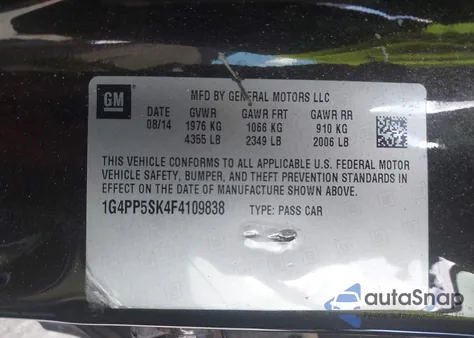 MFD BY GENERAL MOTORS LLC
GM
DATE GVWR GAWR FRT GAWR RR
08/14 1976 KG 1066 KG 910 KG
4355 LB 2349 LB 2006 LB
THIS VEHICLE CONFORMS TO ALL APPLICABLE U.S. FEDERAL MOTOR
VEHICLE SAFETY, BUMPER, AND THEFT PREVENTION STANDARDS IN
EFFECT ON THE DATE OF MANUFACTURE SHOWN ABOVE.
1G4PP5SK4F4109838 TYPE: PASS CAR
autoSnap